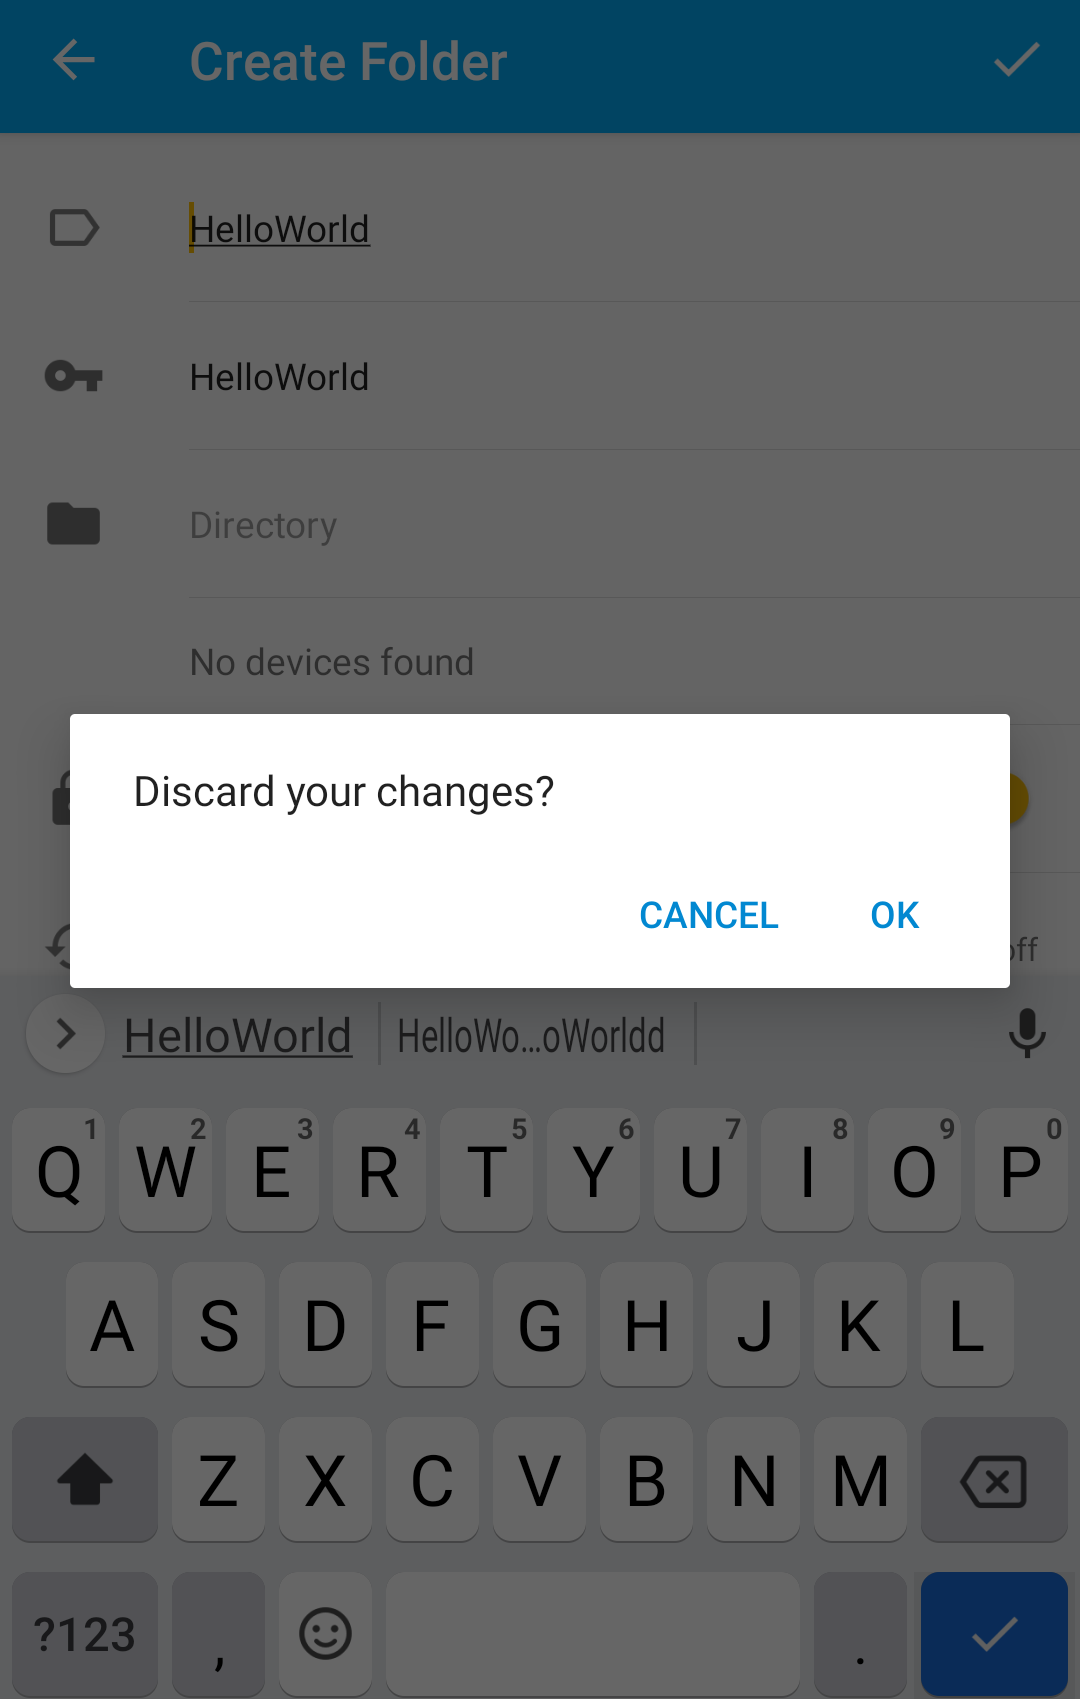 Create Folder
HelloWorld
HelloWorld
Directory
No devices found
Discard your changes?
CANCEL OK
off
HelloWorld HelloWo...oWorldd
1 2 3 4 5 6 7 8 9 0
Q W E R T Y U I O P
A S D F G H J K L
Z X C V B N M
?123 , .